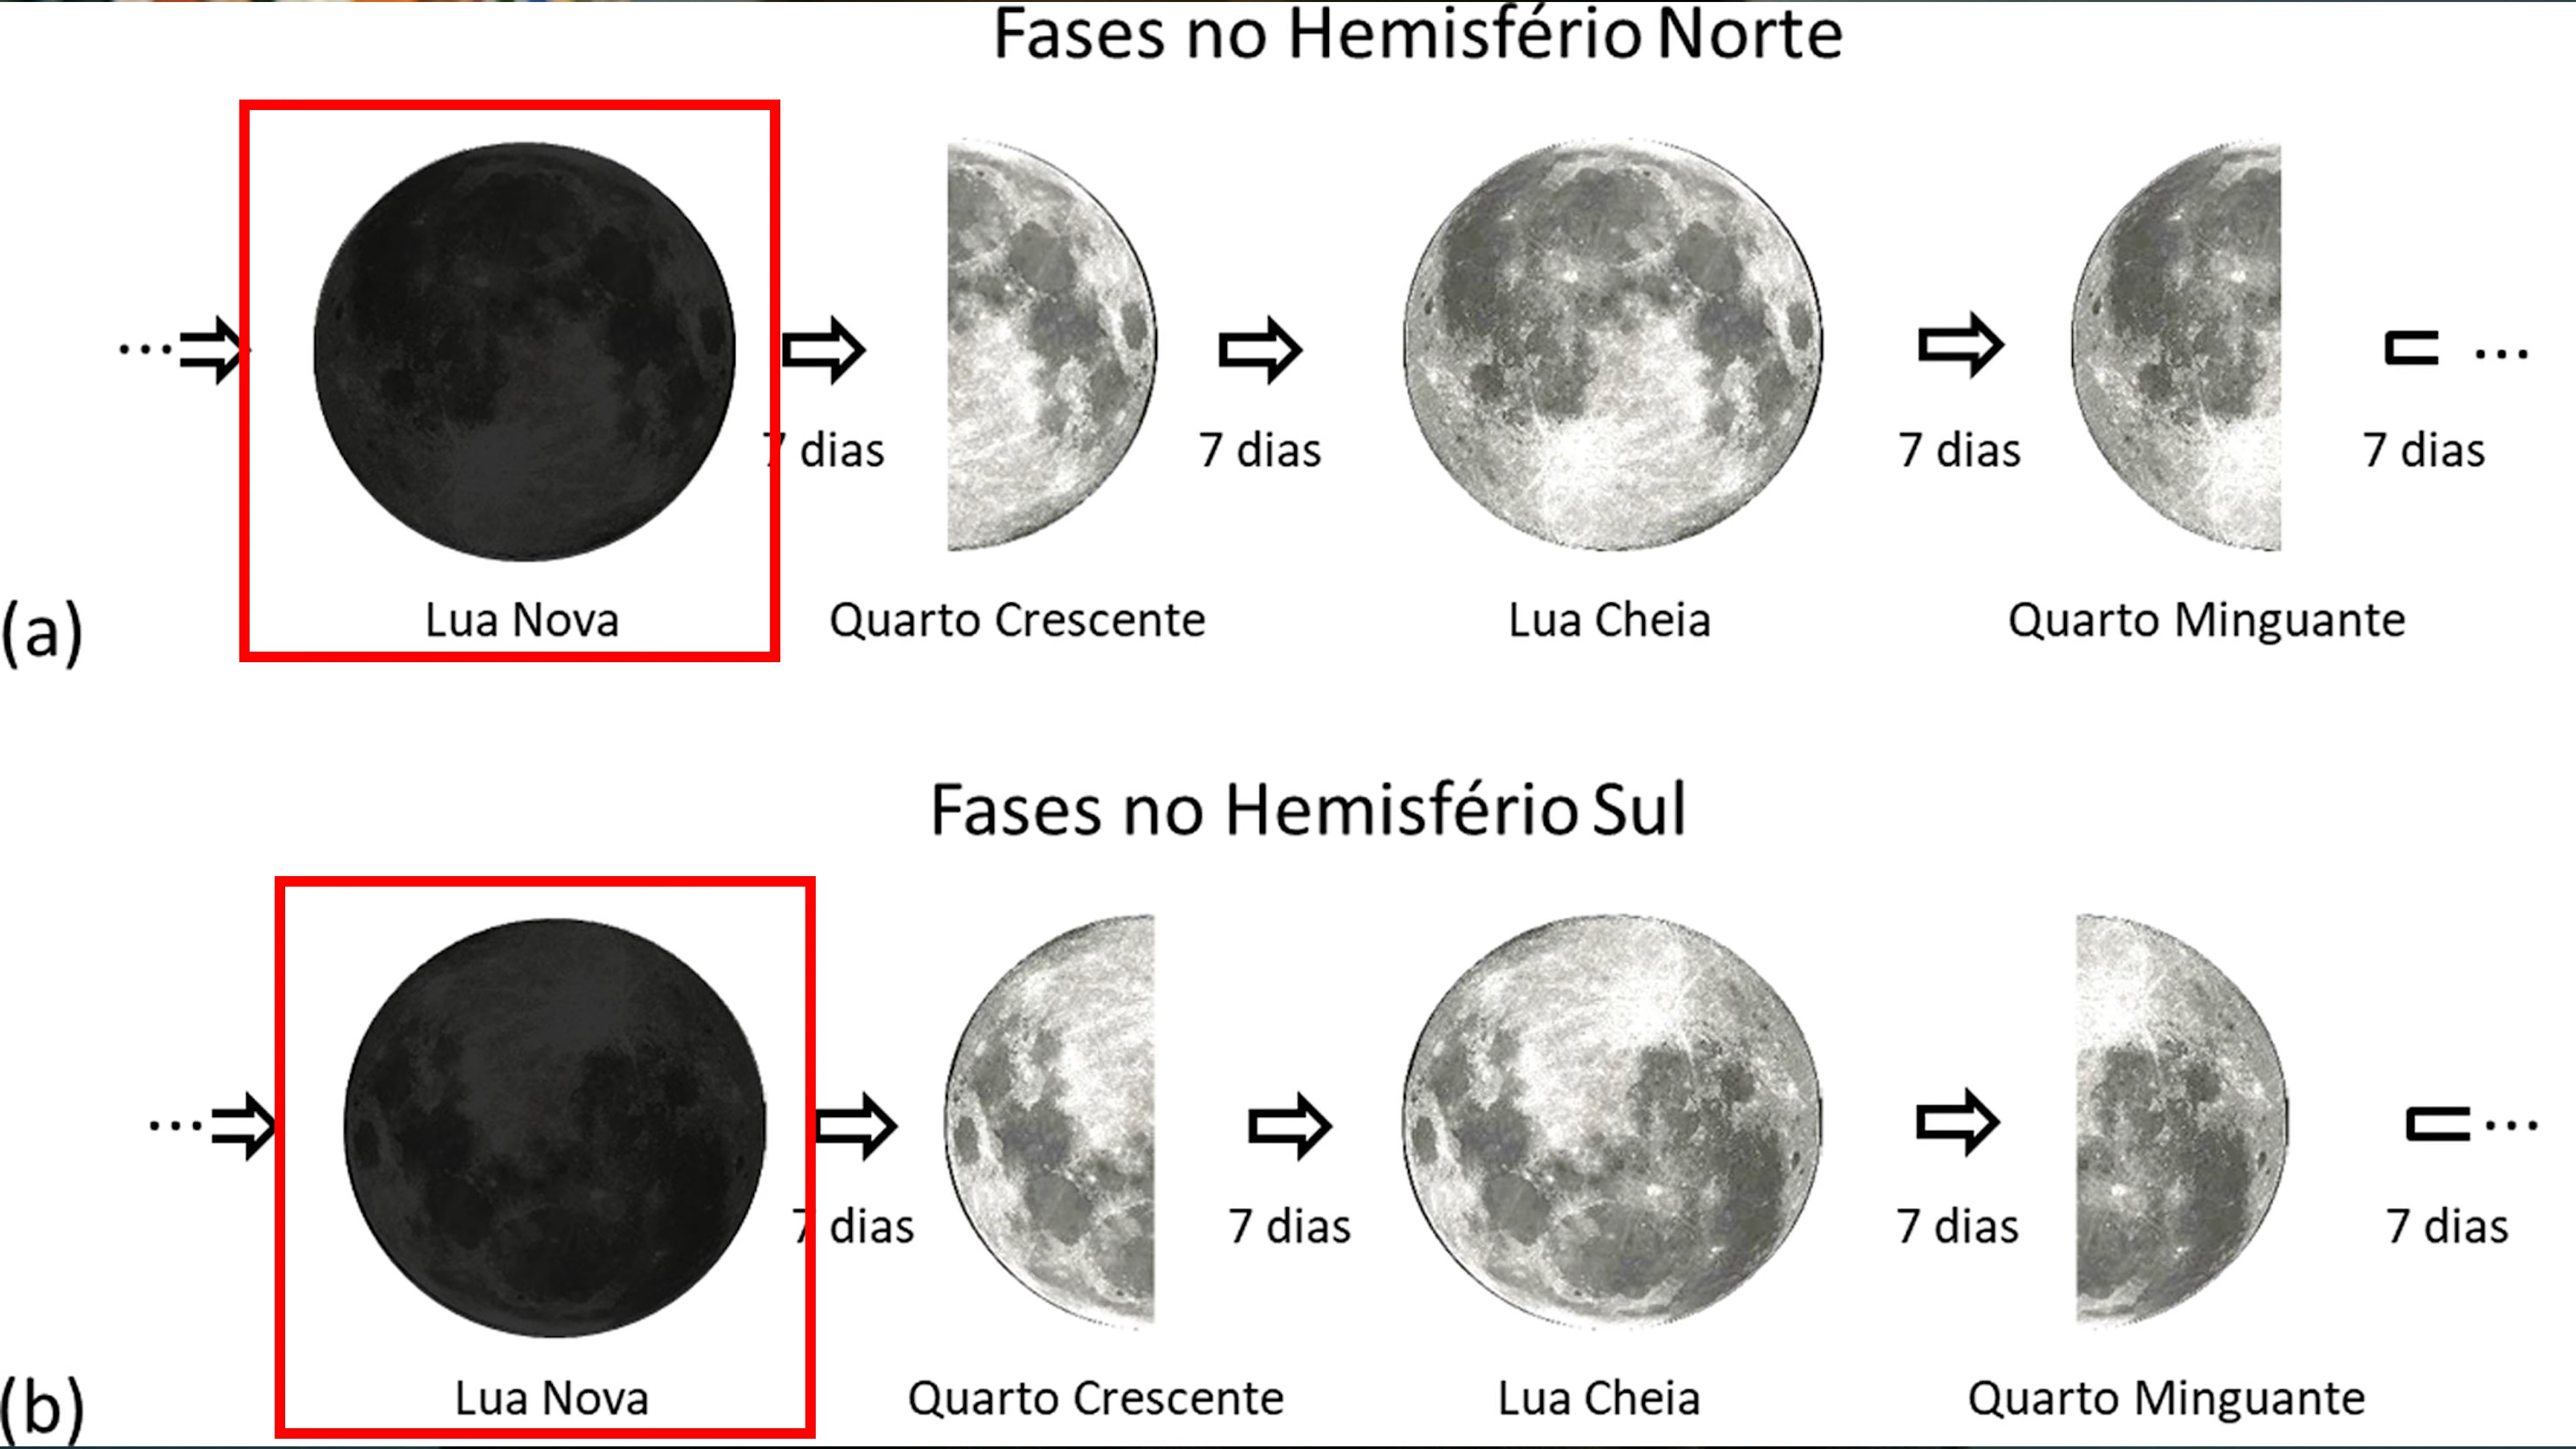 Fases no Hemisfério Norte
... ...
7 dias 7 dias 7 dias 7 dias
Lua Nova Quarto Crescente Lua Cheia Quarto Minguante
(a)
Fases no Hemisfério Sul
... ...
7 dias 7 dias 7 dias 7 dias
Lua Nova Quarto Crescente Lua Cheia Quarto Minguante
(b)